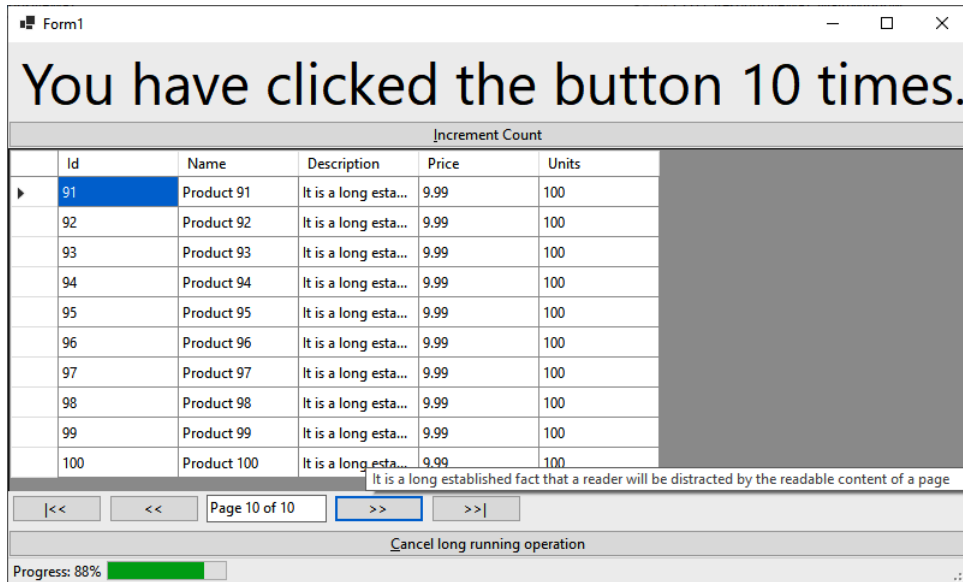 Form1
You have clicked the button 10 times.
Increment Count
Id Name Description Price Units
91 Product 91 It is a long esta... 9.99 100
92 Product 92 It is a long esta... 9.99 100
93 Product 93 It is a long esta... 9.99 100
94 Product 94 It is a long esta... 9.99 100
95 Product 95 It is a long esta... 9.99 100
96 Product 96 It is a long esta... 9.99 100
97 Product 97 It is a long esta... 9.99 100
98 Product 98 It is a long esta... 9.99 100
99 Product 99 It is a long esta... 9.99 100
100 Product 100 It is a long esta... 9.99 100
It is a long established fact that a reader will be distracted by the readable content of a page
|<< << Page 10 of 10 >> >>|
Cancel long running operation
Progress: 88%